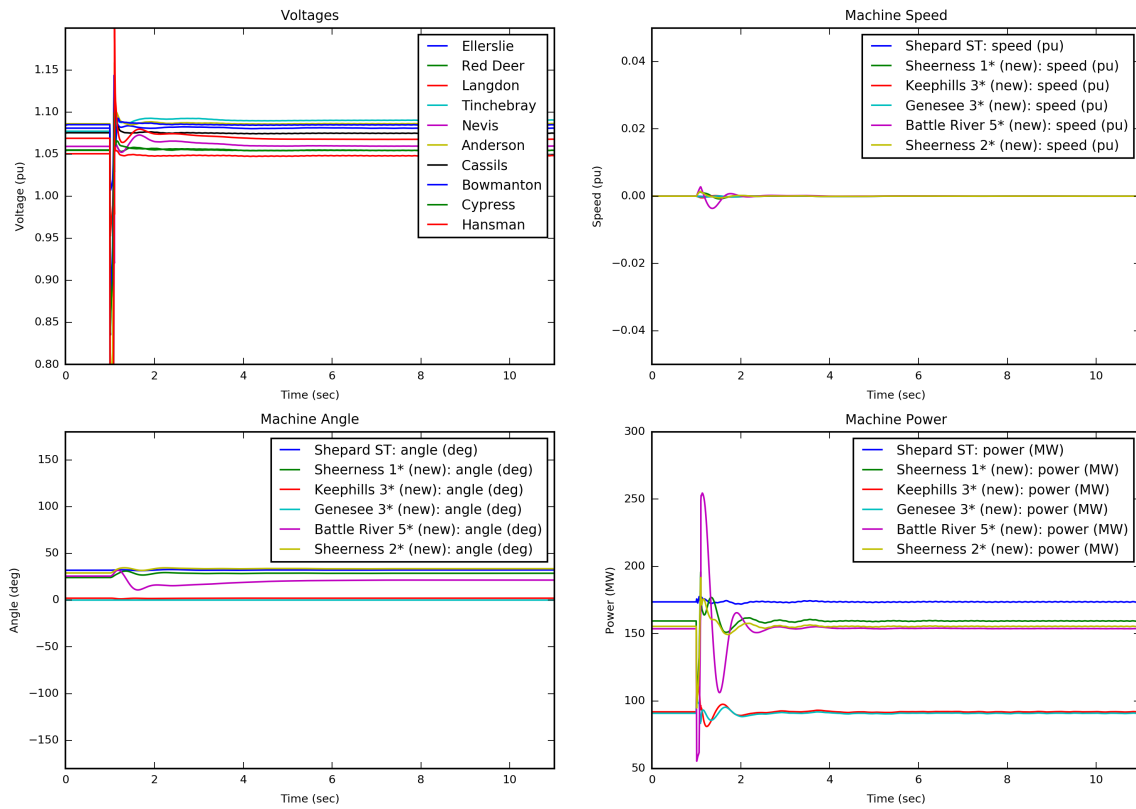 Voltages
1.15
1.10
1.05
1.00
0.95
0.90
0.85
0.80
Voltage (pu)
0
2
4
6
8
10
Time (sec)
Ellerslie
Red Deer
Langdon
Tinchebray
Nevis
Anderson
Cassils
Bowmanton
Cypress
Hansman
Machine Speed
0.04
0.02
0.00
−0.02
−0.04
Speed (pu)
0
2
4
6
8
10
Time (sec)
Shepard ST: speed (pu)
Sheerness 1* (new): speed (pu)
Keephills 3* (new): speed (pu)
Genesee 3* (new): speed (pu)
Battle River 5* (new): speed (pu)
Sheerness 2* (new): speed (pu)
Machine Angle
150
100
50
0
−50
−100
−150
Angle (deg)
0
2
4
6
8
10
Time (sec)
Shepard ST: angle (deg)
Sheerness 1* (new): angle (deg)
Keephills 3* (new): angle (deg)
Genesee 3* (new): angle (deg)
Battle River 5* (new): angle (deg)
Sheerness 2* (new): angle (deg)
Machine Power
300
250
200
150
100
50
Power (MW)
0
2
4
6
8
10
Time (sec)
Shepard ST: power (MW)
Sheerness 1* (new): power (MW)
Keephills 3* (new): power (MW)
Genesee 3* (new): power (MW)
Battle River 5* (new): power (MW)
Sheerness 2* (new): power (MW)